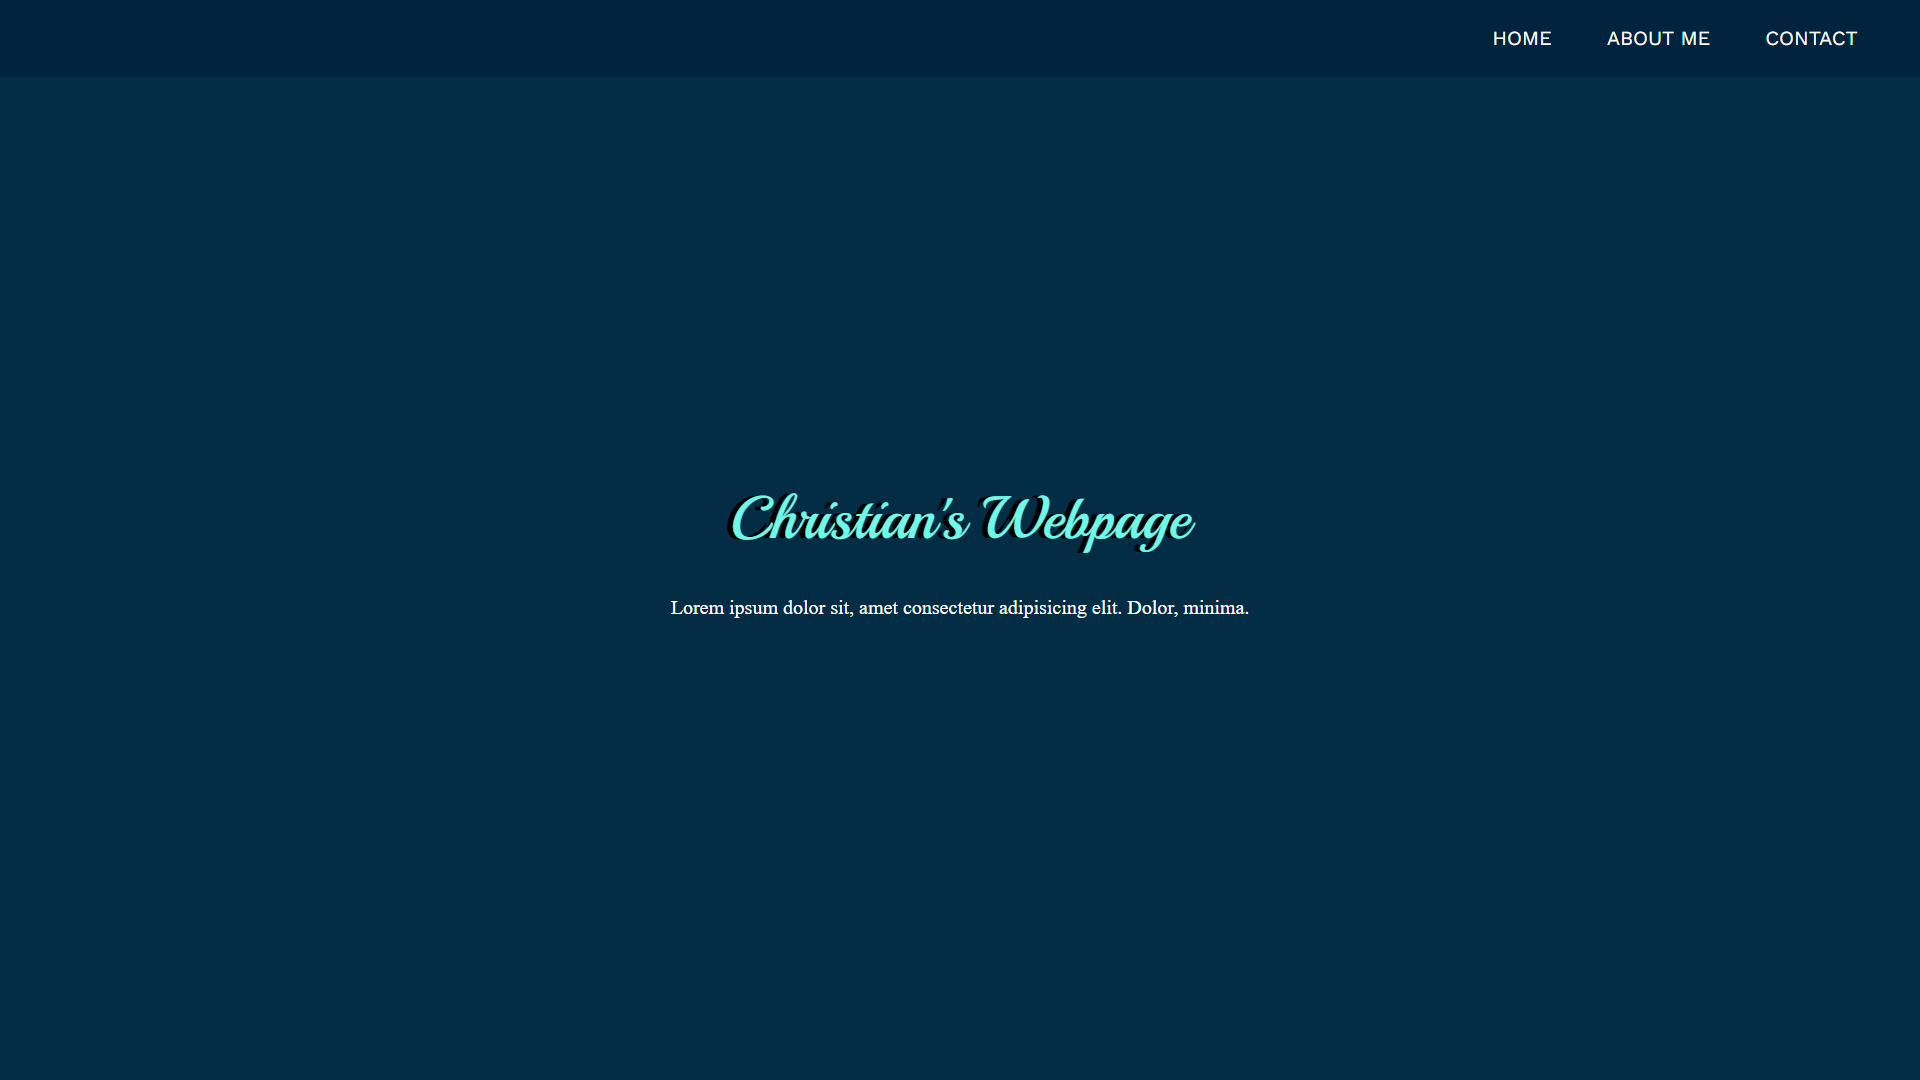 HOME ABOUT ME CONTACT
Christian's Webpage
Lorem ipsum dolor sit, amet consectetur adipisicing elit. Dolor, minima.